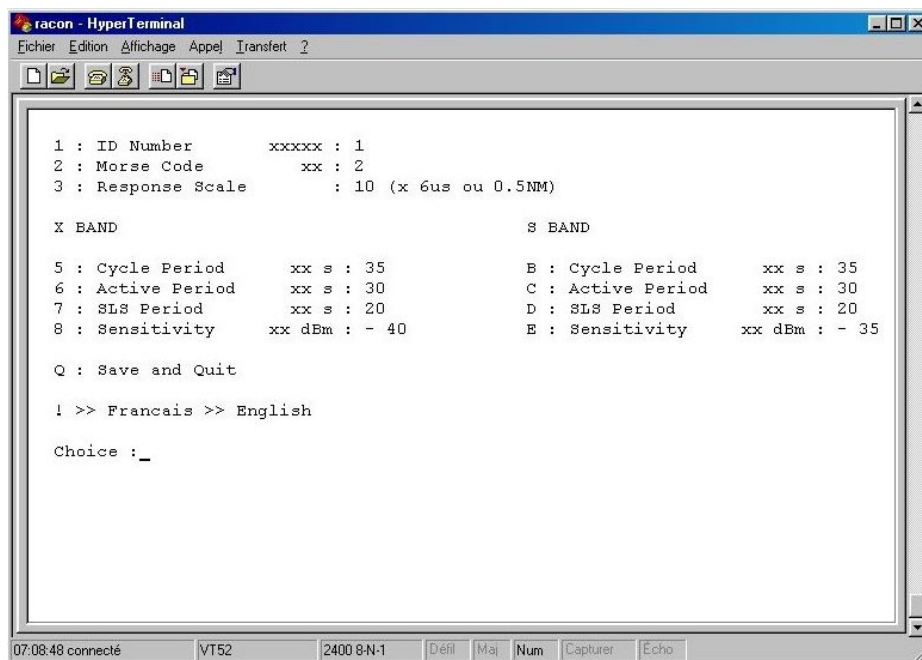 racon - HyperTerminal
Fichier Edition Affichage Appel Transfert ?
1 : ID Number xxxxx : 1
2 : Morse Code xx : 2
3 : Response Scale : 10 (x 6us ou 0.5NM)
X BAND S BAND
5 : Cycle Period xx s : 35 B : Cycle Period xx s : 35
6 : Active Period xx s : 30 C : Active Period xx s : 30
7 : SLS Period xx s : 20 D : SLS Period xx s : 20
8 : Sensitivity xx dBm : - 40 E : Sensitivity xx dBm : - 35
Q : Save and Quit
! >> Francais >> English
Choice :_
07:08:48 connecté VT52 2400 8-N-1 Défil Maj Num Capturer Écho